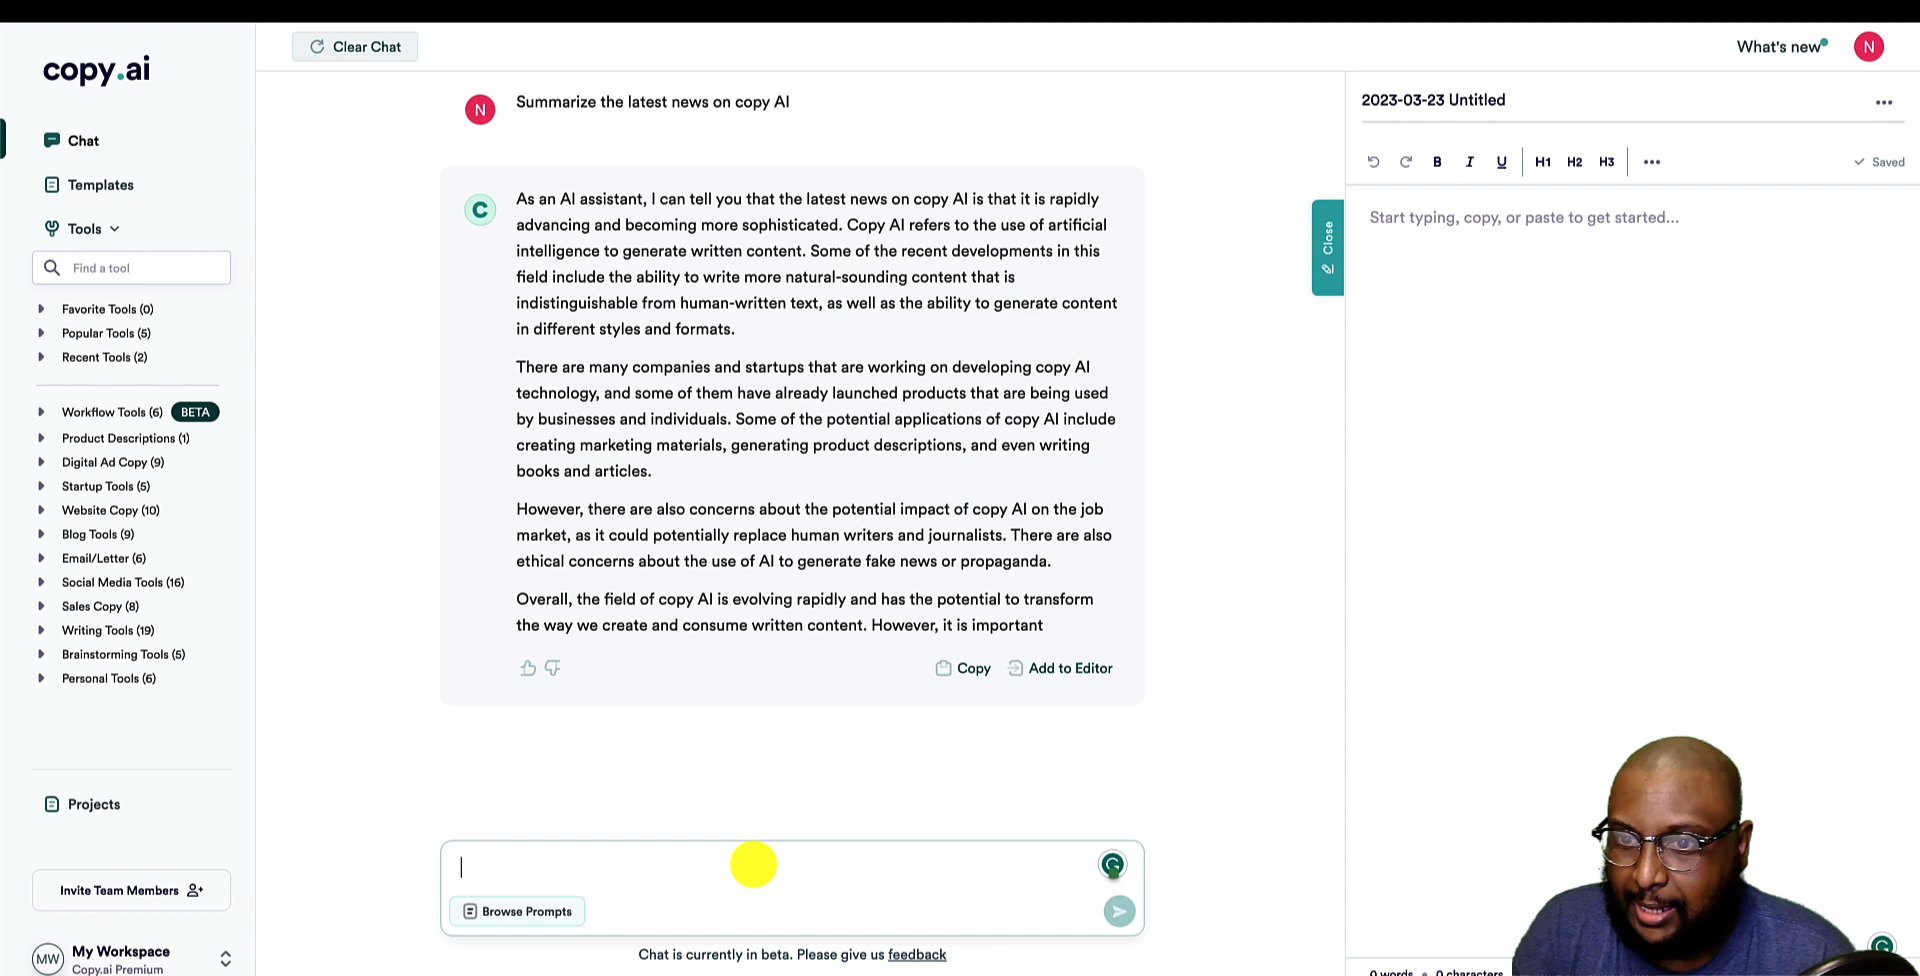 copy.ai
Chat
Templates
Tools
Find a tool
Favorite Tools (0)
Popular Tools (5)
Recent Tools (2)
Workflow Tools (6) BETA
Product Descriptions (1)
Digital Ad Copy (9)
Startup Tools (5)
Website Copy (10)
Blog Tools (9)
Email/Letter (6)
Social Media Tools (16)
Sales Copy (8)
Writing Tools (19)
Brainstorming Tools (5)
Personal Tools (6)
Projects
Invite Team Members
MW My Workspace
Copy.ai Premium
Clear Chat
What's new
N
N Summarize the latest news on copy AI
C
As an AI assistant, I can tell you that the latest news on copy AI is that it is rapidly
advancing and becoming more sophisticated. Copy AI refers to the use of artificial
intelligence to generate written content. Some of the recent developments in this
field include the ability to write more natural-sounding content that is
indistinguishable from human-written text, as well as the ability to generate content
in different styles and formats.
There are many companies and startups that are working on developing copy AI
technology, and some of them have already launched products that are being used
by businesses and individuals. Some of the potential applications of copy AI include
creating marketing materials, generating product descriptions, and even writing
books and articles.
However, there are also concerns about the potential impact of copy AI on the job
market, as it could potentially replace human writers and journalists. There are also
ethical concerns about the use of AI to generate fake news or propaganda.
Overall, the field of copy AI is evolving rapidly and has the potential to transform
the way we create and consume written content. However, it is important
Copy Add to Editor
Browse Prompts
Chat is currently in beta. Please give us feedback
Close
2023-03-23 Untitled
B I U H1 H2 H3 Saved
Start typing, copy, or paste to get started...
0 words 0 characters